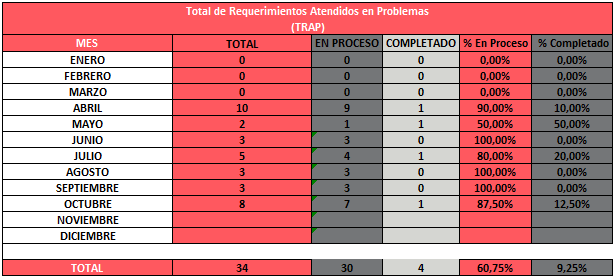 Total de Requerimientos Atendidos en Problemas
(TRAP)
MES TOTAL EN PROCESO COMPLETADO % En Proceso % Completado
ENERO 0 0 0 0,00% 0,00%
FEBRERO 0 0 0 0,00% 0,00%
MARZO 0 0 0 0,00% 0,00%
ABRIL 10 9 1 90,00% 10,00%
MAYO 2 1 1 50,00% 50,00%
JUNIO 3 3 0 100,00% 0,00%
JULIO 5 4 1 80,00% 20,00%
AGOSTO 3 3 0 100,00% 0,00%
SEPTIEMBRE 3 3 0 100,00% 0,00%
OCTUBRE 8 7 1 87,50% 12,50%
NOVIEMBRE
DICIEMBRE
TOTAL 34 30 4 60,75% 9,25%